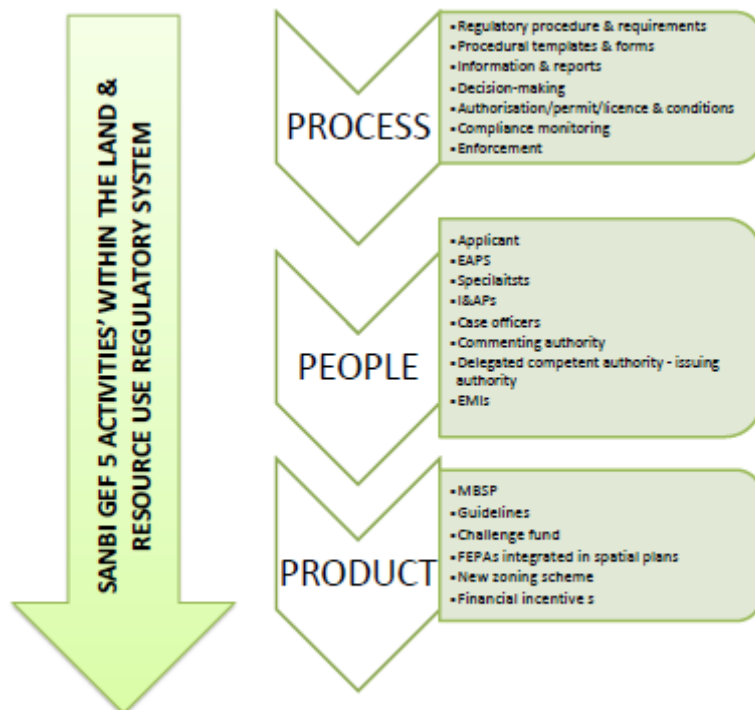 SANBI GEF 5 ACTIVITIES' WITHIN THE LAND &
RESOURCE USE REGULATORY SYSTEM
PROCESS
▪Regulatory procedure & requirements
▪Procedural templates & forms
▪Information & reports
▪Decision-making
▪Authorisation/permit/licence & conditions
▪Compliance monitoring
▪Enforcement
PEOPLE
▪Applicant
▪EAPS
▪Specilaitsts
▪I&APs
▪Case officers
▪Commenting authority
▪Delegated competent authority - issuing
authority
▪EMIs
PRODUCT
▪MBSP
▪Guidelines
▪Challenge fund
▪FEPAs integrated in spatial plans
▪New zoning scheme
▪Financial incentives